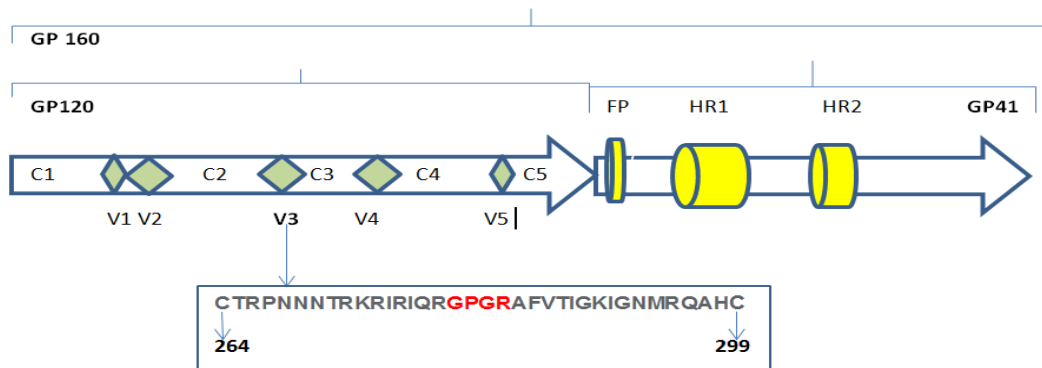 GP 160
GP120 FP HR1 HR2 GP41
C1 C2 C3 C4 C5
V1 V2 V3 V4 V5
CTRPNNNTRKRIRIQRGPGRAFVTIGKIGNMRQAHC
264 299